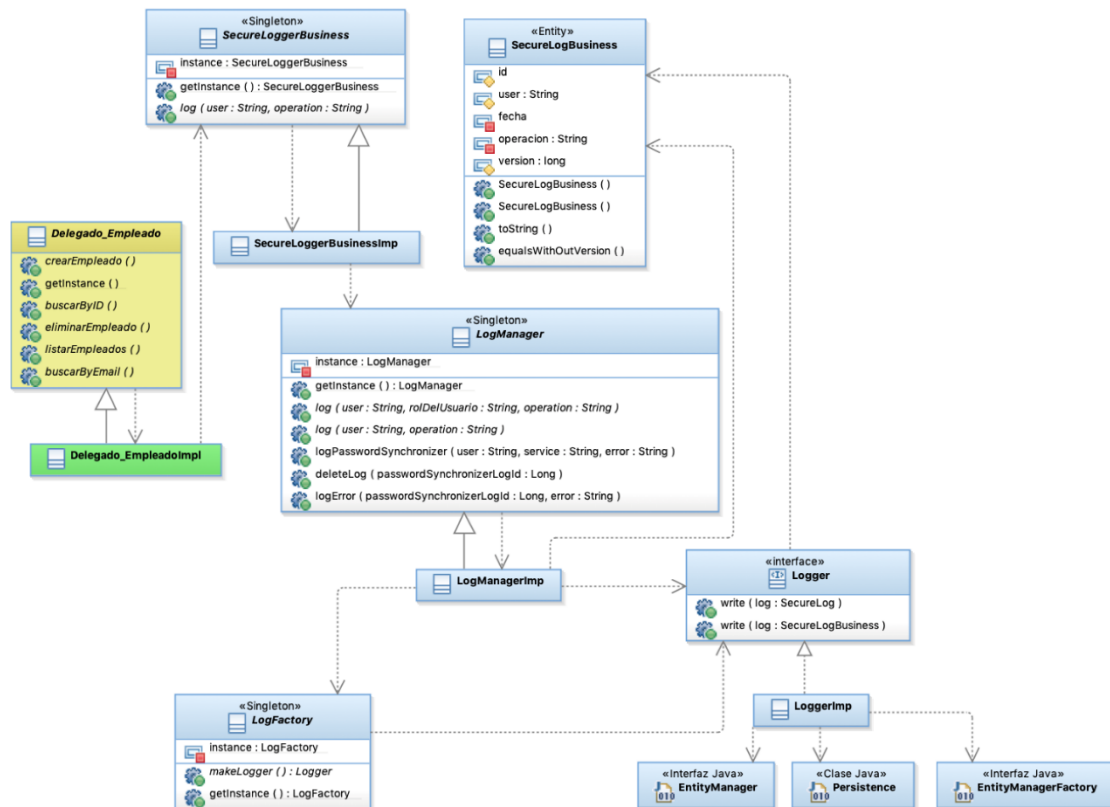 «Singleton»
SecureLoggerBusiness
instance : SecureLoggerBusiness
getInstance ( ) : SecureLoggerBusiness
log ( user : String, operation : String )
«Entity»
SecureLogBusiness
id
user : String
fecha
operacion : String
version : long
SecureLogBusiness ( )
SecureLogBusiness ( )
toString ( )
equalsWithOutVersion ( )
Delegado_Empleado
crearEmpleado ( )
getInstance ( )
buscarByID ( )
eliminarEmpleado ( )
listarEmpleados ( )
buscarByEmail ( )
SecureLoggerBusinessImp
«Singleton»
LogManager
instance : LogManager
getInstance ( ) : LogManager
log ( user : String, rolDelUsuario : String, operation : String )
log ( user : String, operation : String )
logPasswordSynchronizer ( user : String, service : String, error : String )
deleteLog ( passwordSynchronizerLogId : Long )
logError ( passwordSynchronizerLogId : Long, error : String )
Delegado_EmpleadoImpl
LogManagerImp
«interface»
Logger
write ( log : SecureLog )
write ( log : SecureLogBusiness )
«Singleton»
LogFactory
instance : LogFactory
makeLogger ( ) : Logger
getInstance ( ) : LogFactory
LoggerImp
«Interfaz Java»
EntityManager
«Clase Java»
Persistence
«Interfaz Java»
EntityManagerFactory